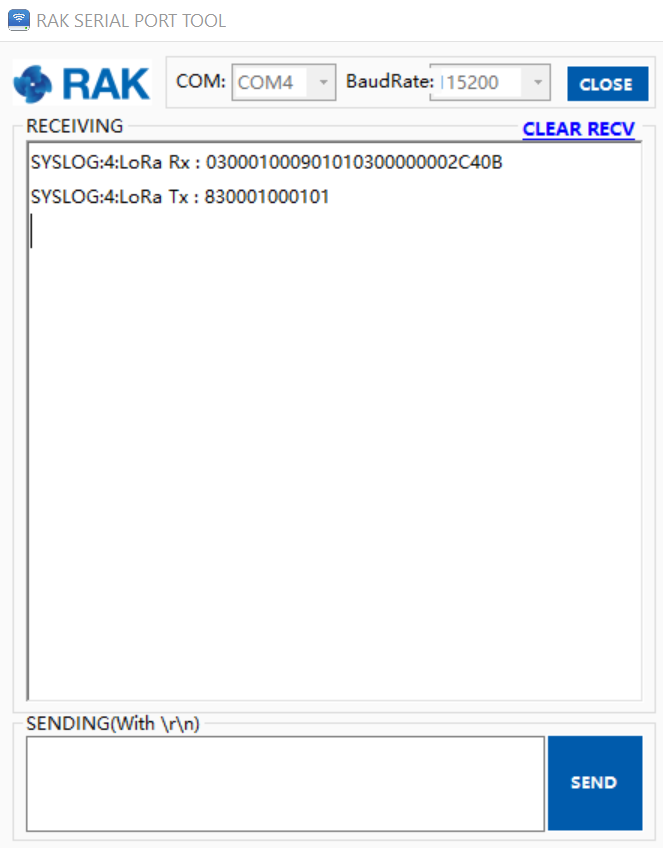 RAK SERIAL PORT TOOL
RAK COM: COM4 BaudRate: 115200 CLOSE
RECEIVING CLEAR RECV
SYSLOG:4:LoRa Rx : 030001000901010300000002C40B
SYSLOG:4:LoRa Tx : 830001000101
SENDING(With \r\n)
SEND